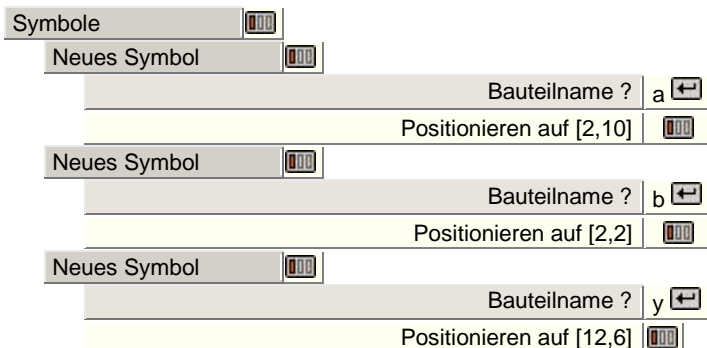 Symbole
Neues Symbol
Bauteilname ? a
Positionieren auf [2,10]
Neues Symbol
Bauteilname ? b
Positionieren auf [2,2]
Neues Symbol
Bauteilname ? y
Positionieren auf [12,6]